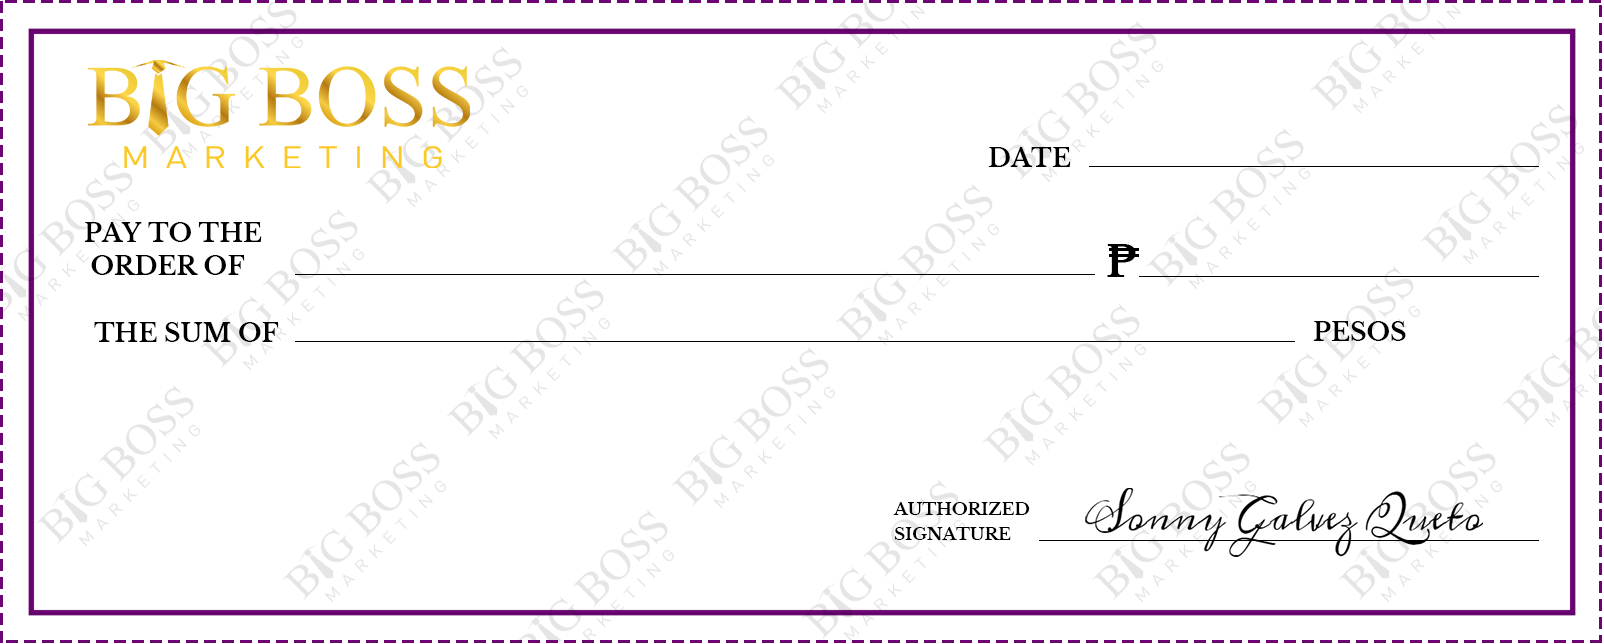 BIG BOSS
MARKETING
DATE
PAY TO THE
ORDER OF
₱
THE SUM OF
PESOS
AUTHORIZED
SIGNATURE
Sonny Galvez Queto